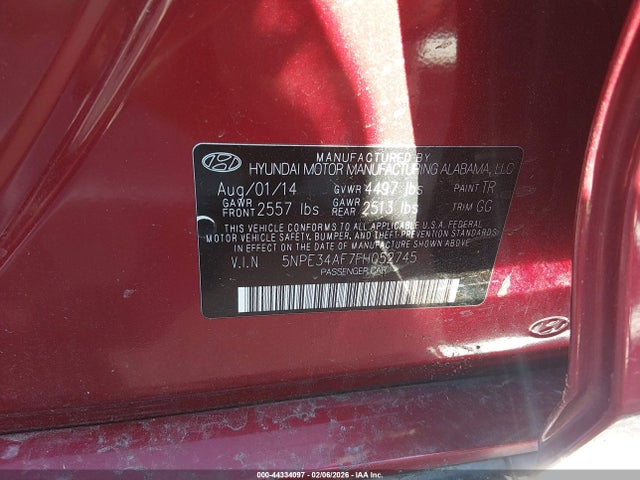 MANUFACTURED BY
HYUNDAI MOTOR MANUFACTURING ALABAMA, LLC
Aug/01/14 GVWR 4497 lbs PAINT TR
GAWR FRONT 2557 lbs GAWR REAR 2513 lbs TRIM GG
THIS VEHICLE CONFORMS TO ALL APPLICABLE U.S.A. FEDERAL
MOTOR VEHICLE SAFETY, BUMPER, AND THEFT PREVENTION STANDARDS
IN EFFECT ON THE DATE OF MANUFACTURE SHOWN ABOVE.
V.I.N 5NPE34AF7FH052745
PASSENGER CAR
000-44334097 - 02/06/2026 - IAA Inc.